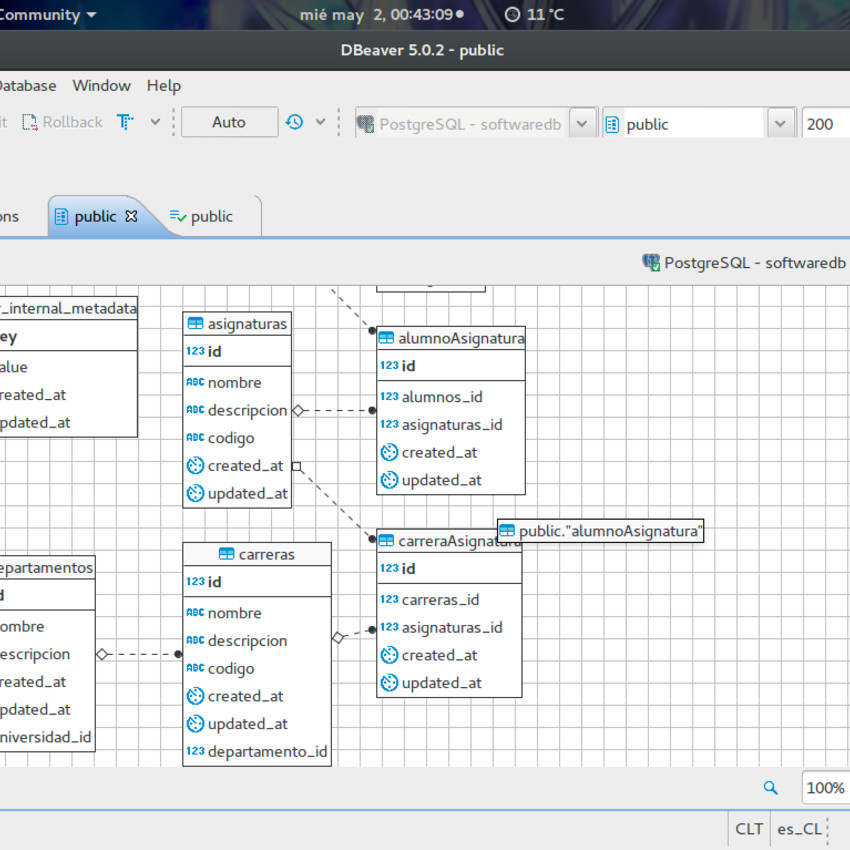 Community
mié may 2, 00:43:09
11 °C
DBeaver 5.0.2 - public
Database Window Help
it Rollback Auto PostgreSQL - softwaredb public 200
ons public public
PostgreSQL - softwaredb
r_internal_metadata
ey
alue
reated_at
pdated_at
asignaturas
123 id
ABC nombre
ABC descripcion
ABC codigo
created_at
updated_at
alumnoAsignatura
123 id
123 alumnos_id
123 asignaturas_id
created_at
updated_at
public."alumnoAsignatura"
carreraAsignatura
123 id
123 carreras_id
123 asignaturas_id
created_at
updated_at
epartamentos
d
ombre
escripcion
reated_at
pdated_at
niversidad_id
carreras
123 id
ABC nombre
ABC descripcion
ABC codigo
created_at
updated_at
123 departamento_id
100%
CLT es_CL